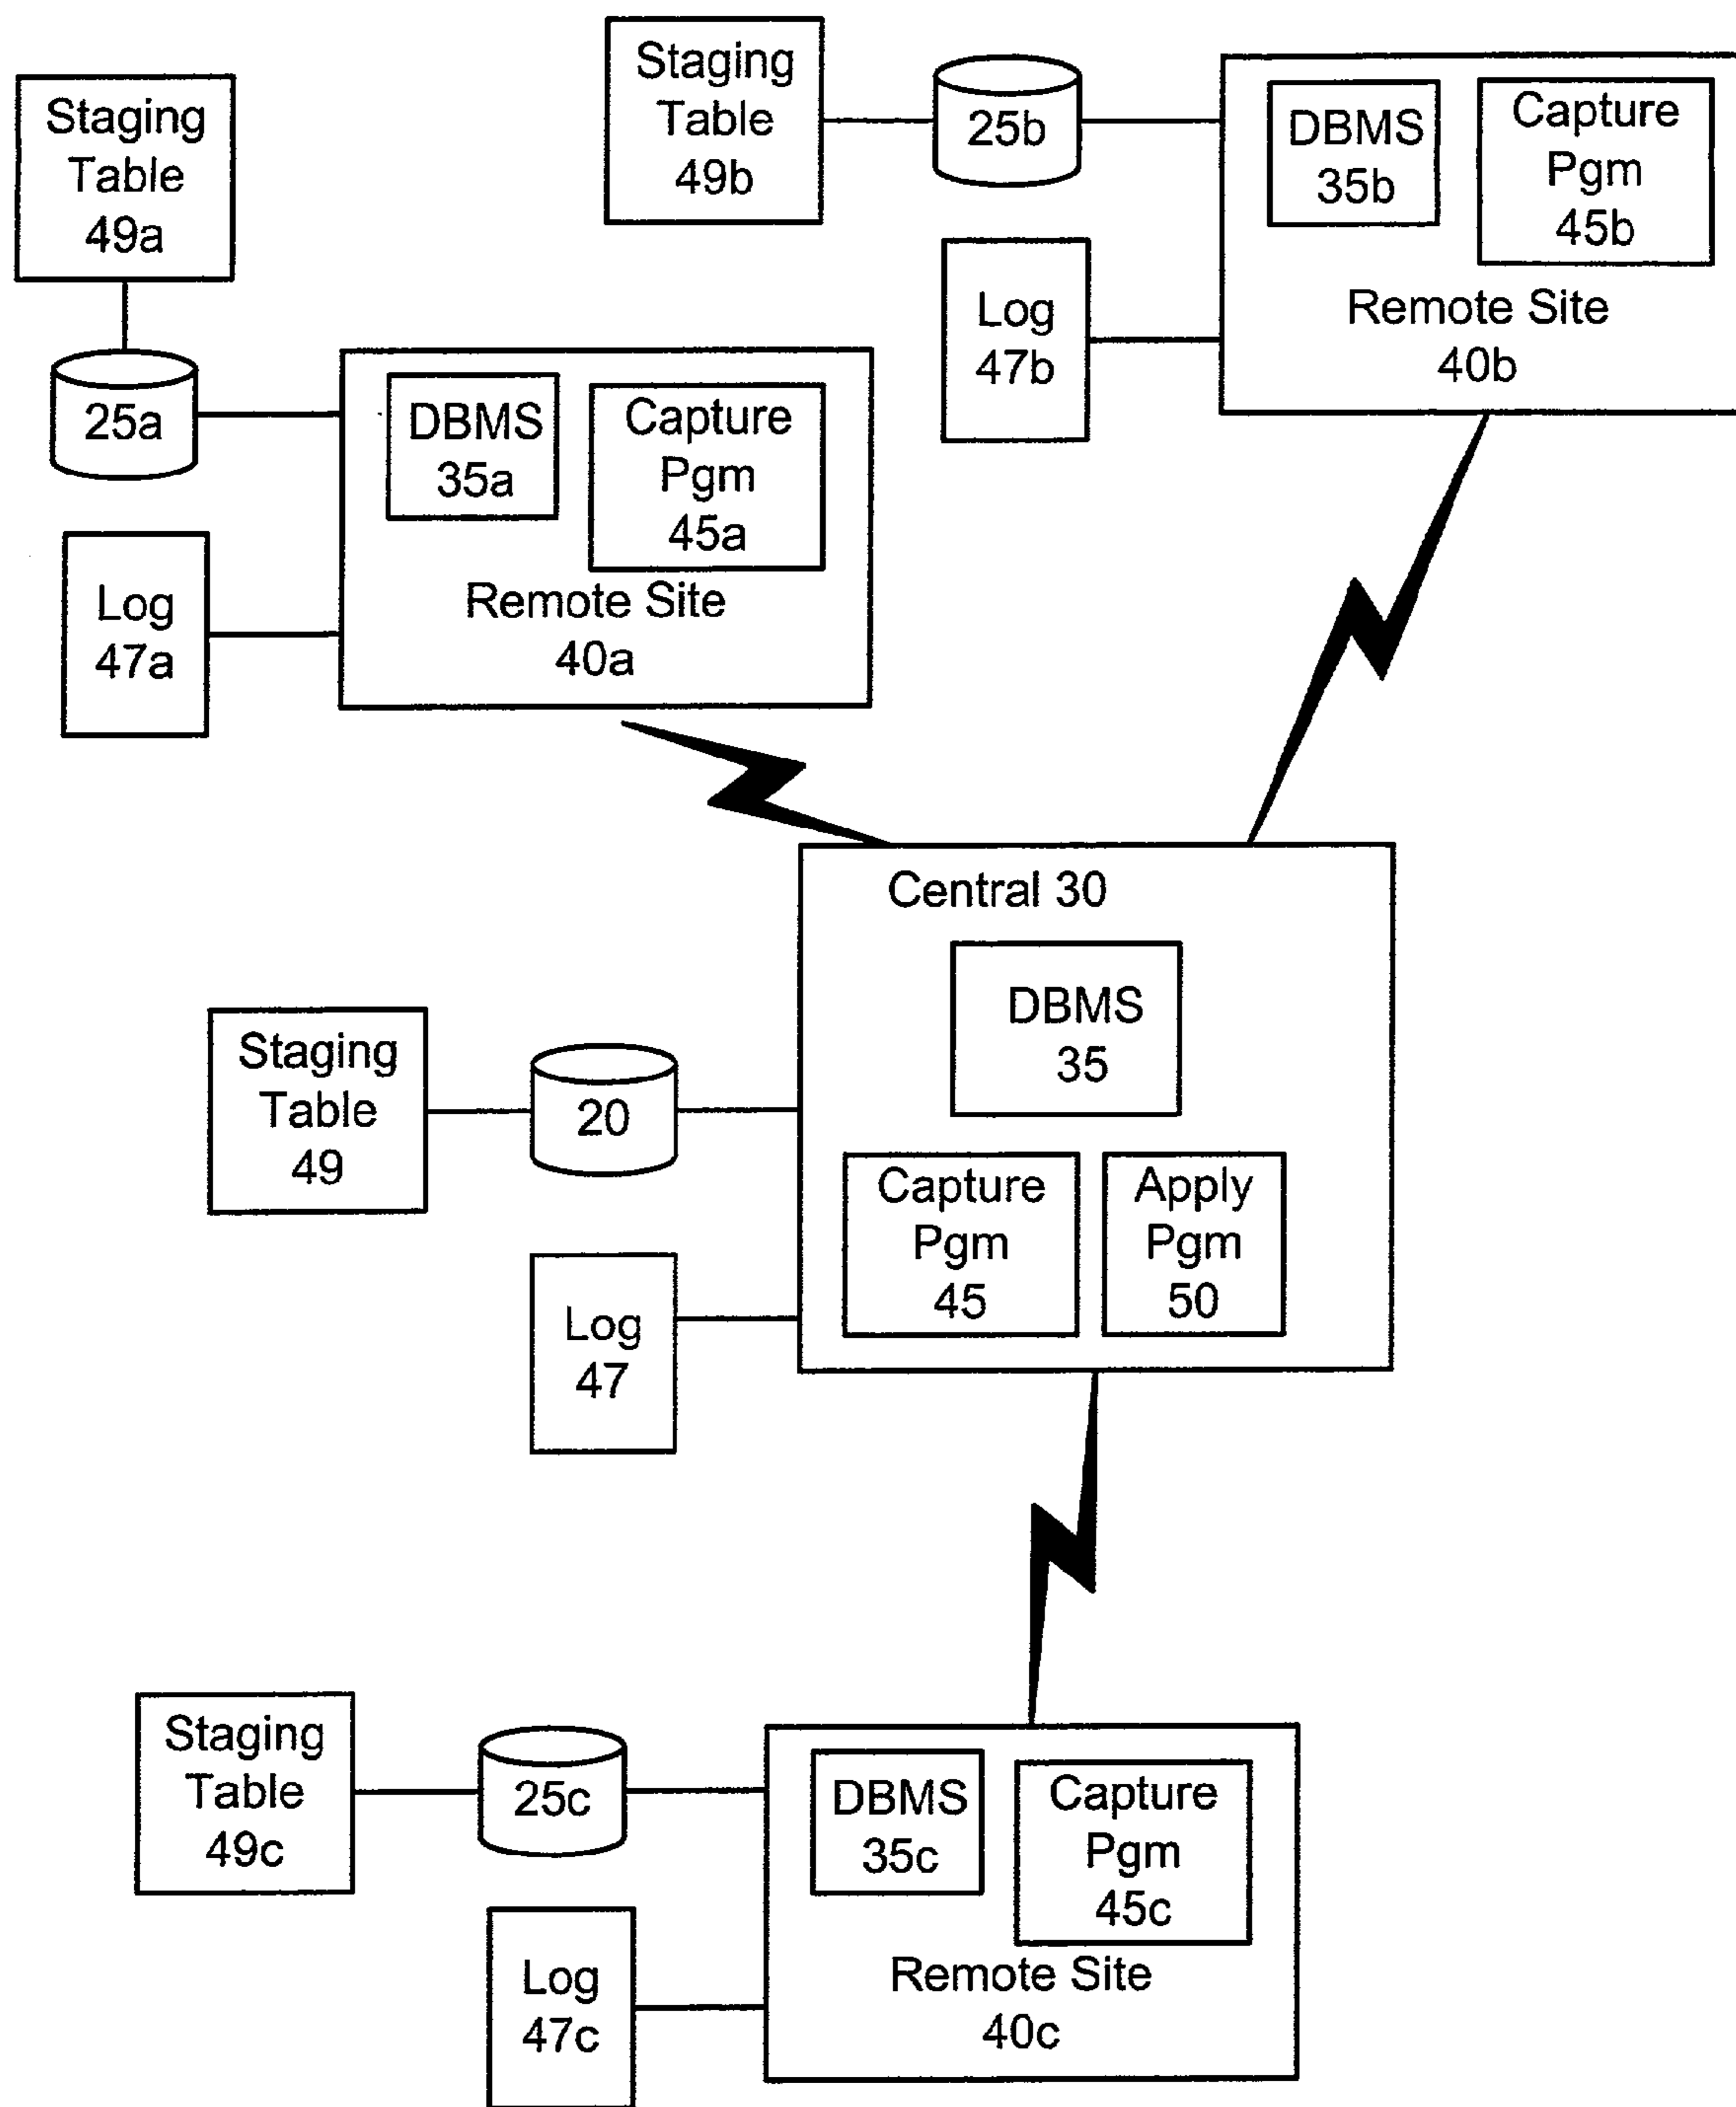 Staging
Table
49a
25a
Log
47a
DBMS
35a
Capture
Pgm
45a
Remote Site
40a
Staging
Table
49b
25b
Log
47b
DBMS
35b
Capture
Pgm
45b
Remote Site
40b
Central 30
DBMS
35
Capture
Pgm
45
Apply
Pgm
50
Staging
Table
49
20
Log
47
Staging
Table
49c
25c
Log
47c
DBMS
35c
Capture
Pgm
45c
Remote Site
40c